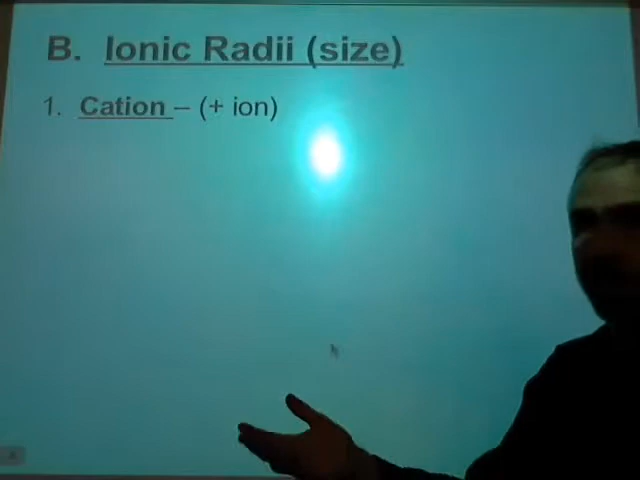 B. Ionic Radii (size)
1. Cation – (+ ion)